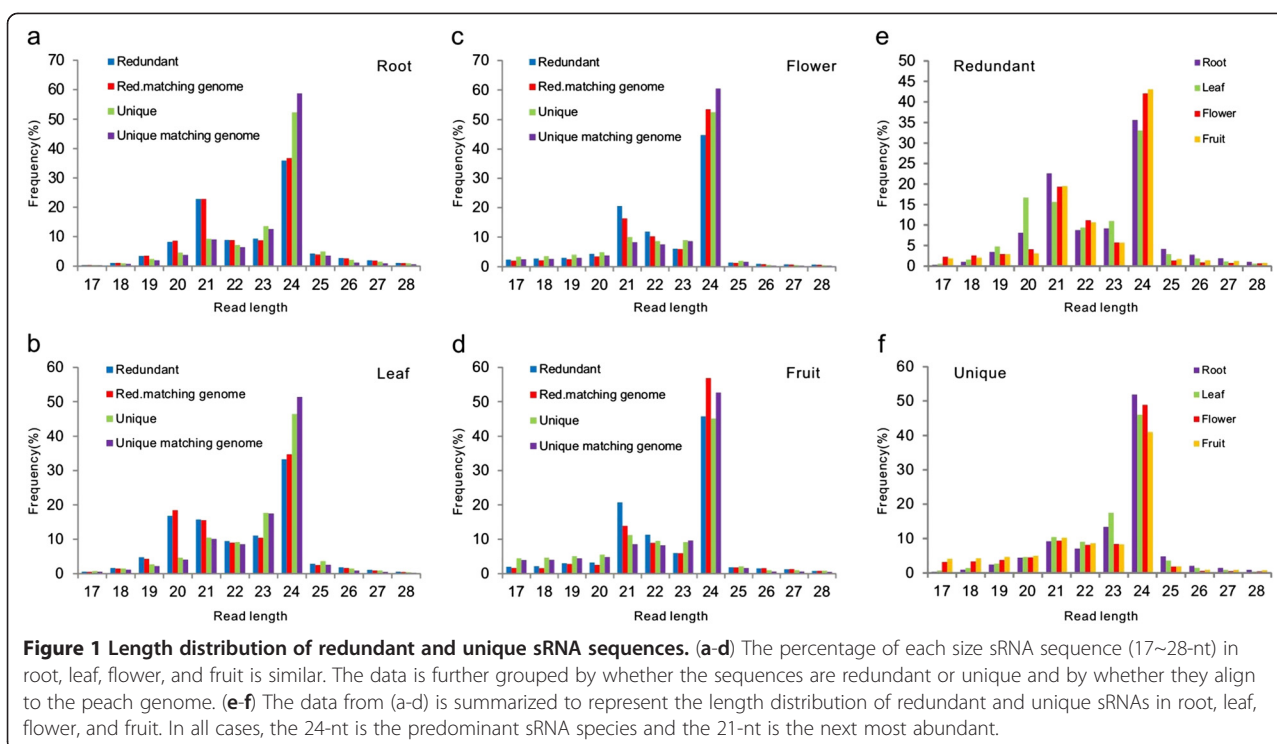 a
Root
Redundant
Red.matching genome
Unique
Unique matching genome
Frequency(%)
70
60
50
40
30
20
10
0
17 18 19 20 21 22 23 24 25 26 27 28
Read length
c
Flower
Redundant
Red.matching genome
Unique
Unique matching genome
Frequency(%)
70
60
50
40
30
20
10
0
17 18 19 20 21 22 23 24 25 26 27 28
Read length
e
Redundant
Root
Leaf
Flower
Fruit
Frequency(%)
50
45
40
35
30
25
20
15
10
5
0
17 18 19 20 21 22 23 24 25 26 27 28
Read length
b
Leaf
Redundant
Red.matching genome
Unique
Unique matching genome
Frequency(%)
60
50
40
30
20
10
0
17 18 19 20 21 22 23 24 25 26 27 28
Read length
d
Fruit
Redundant
Red.matching genome
Unique
Unique matching genome
Frequency(%)
60
50
40
30
20
10
0
17 18 19 20 21 22 23 24 25 26 27 28
Read length
f
Unique
Root
Leaf
Flower
Fruit
Frequency(%)
60
50
40
30
20
10
0
17 18 19 20 21 22 23 24 25 26 27 28
Read length
Figure 1 Length distribution of redundant and unique sRNA sequences. (a-d) The percentage of each size sRNA sequence (17~28-nt) in
root, leaf, flower, and fruit is similar. The data is further grouped by whether the sequences are redundant or unique and by whether they align
to the peach genome. (e-f) The data from (a-d) is summarized to represent the length distribution of redundant and unique sRNAs in root, leaf,
flower, and fruit. In all cases, the 24-nt is the predominant sRNA species and the 21-nt is the next most abundant.